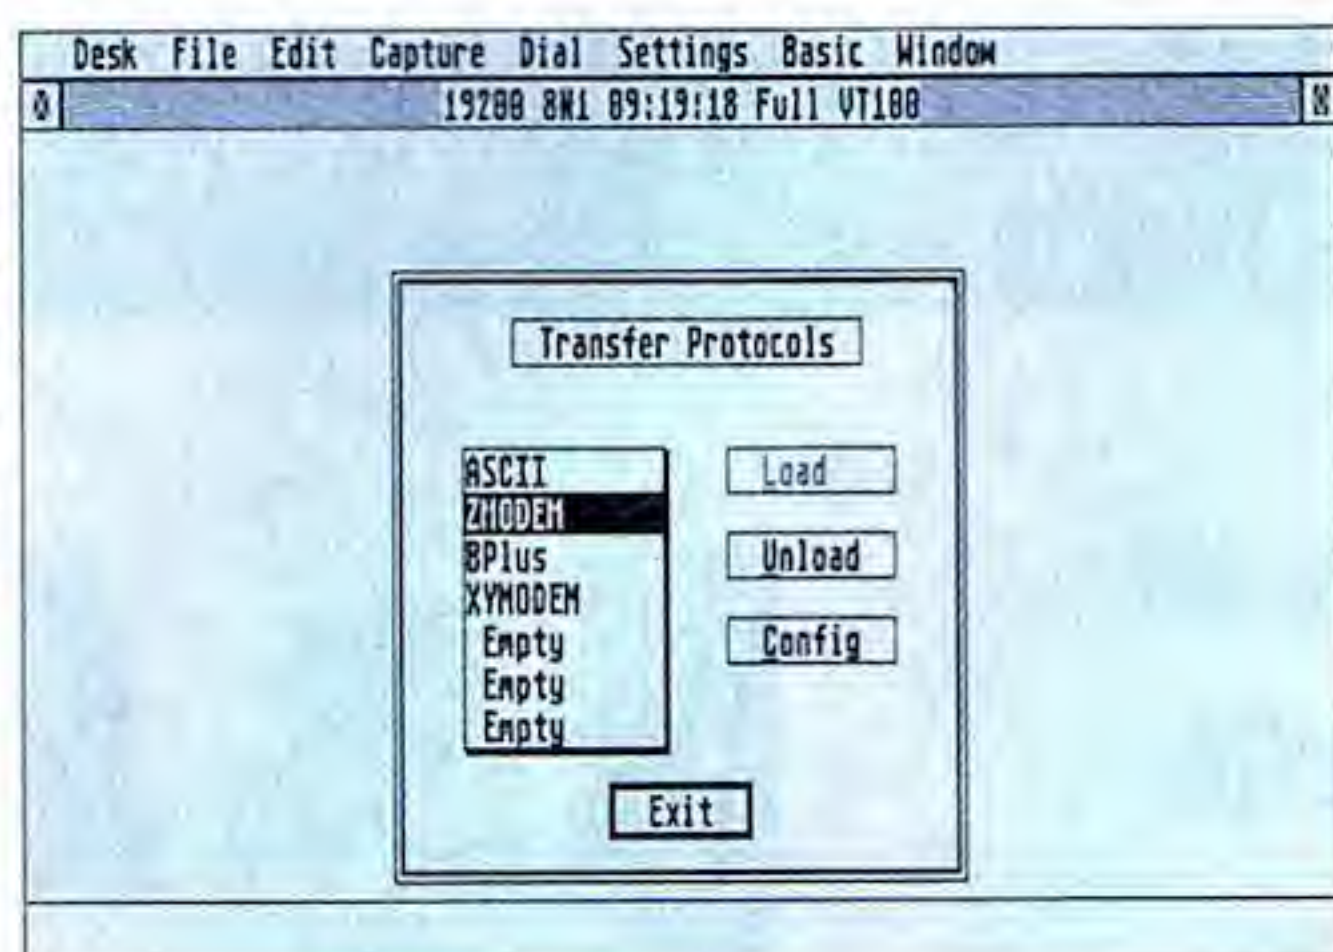 Desk File Edit Capture Dial Settings Basic Window
19200 8N1 09:19:18 Full VT100
Transfer Protocols
ASCII
ZMODEM
BPlus
XYMODEM
Empty
Empty
Empty
Load
Unload
Config
Exit